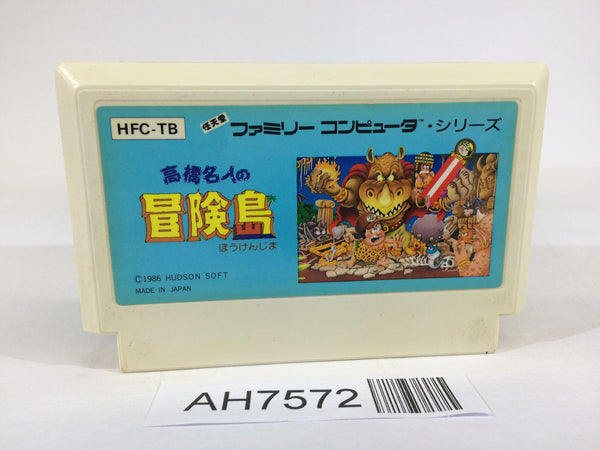 HFC-TB
任天堂 ファミリー コンピュータ™・シリーズ
高橋名人の
冒険島
ぼうけんじま
©1986 HUDSON SOFT
MADE IN JAPAN
AH7572